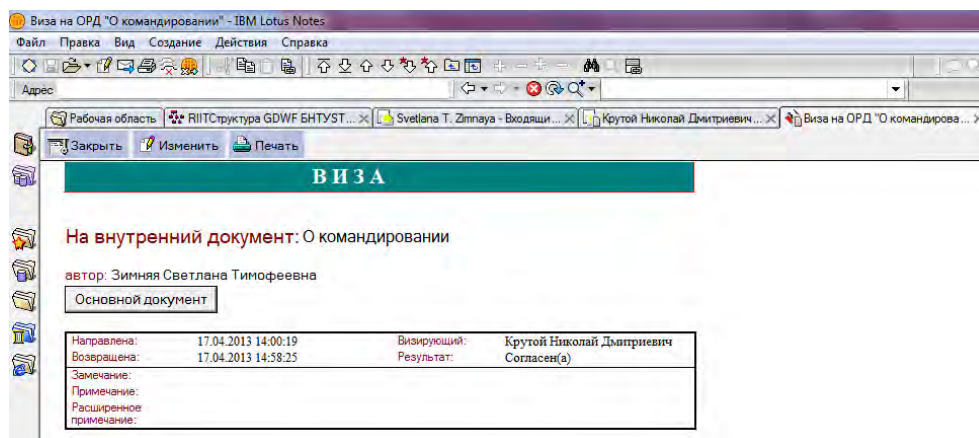 Виза на ОРД "О командировании" - IBM Lotus Notes
Файл Правка Вид Создание Действия Справка
Адрес
Рабочая область RIITСтруктура GDWF БНТУST... Svetlana T. Zimnaya - Входящи... Крутой Николай Дмитриевич... Виза на ОРД "О командирова...
Закрыть Изменить Печать
ВИЗА
На внутренний документ: О командировании
автор: Зимняя Светлана Тимофеевна
Основной документ
Направлена: 17.04.2013 14:00:19 Визирующий: Крутой Николай Дмитриевич
Возвращена: 17.04.2013 14:58:25 Результат: Согласен(а)
Замечание:
Примечание:
Расширенное
примечание: